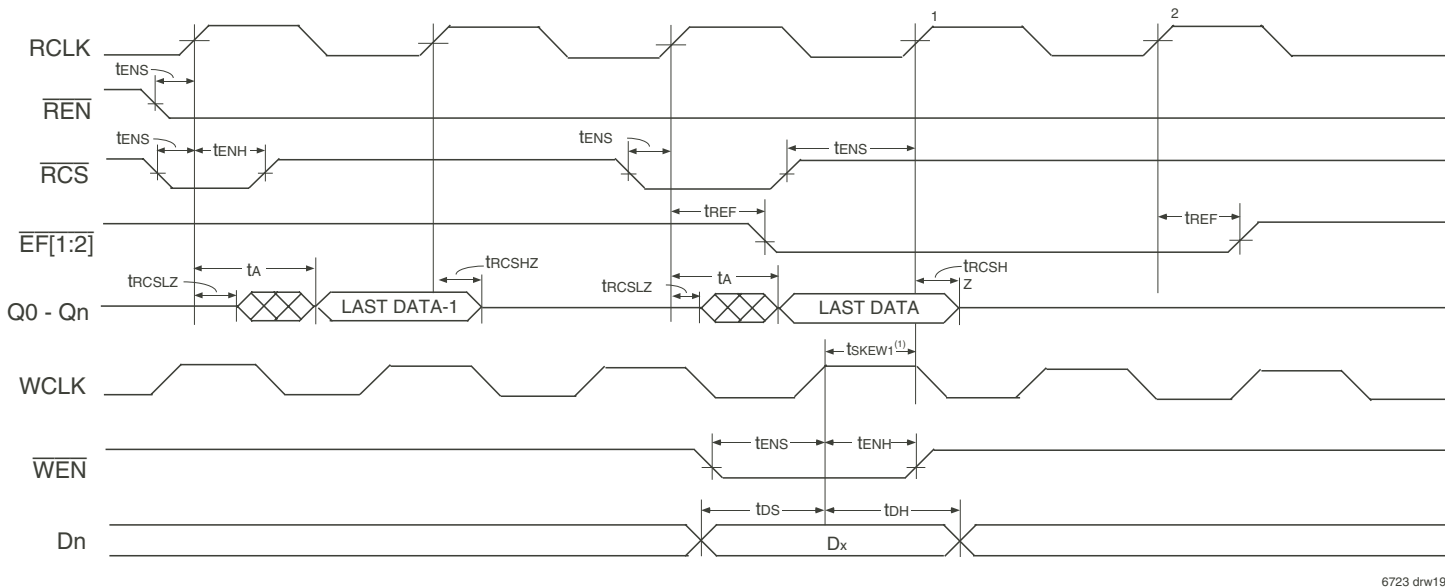 1 2
RCLK
tENS
REN
tENS tENH tENS tENS
RCS
tREF tREF
EF[1:2]
tRCSLZ tA tRCSHZ tRCSLZ tA tRCSH
Z
Q0 - Qn LAST DATA-1 LAST DATA
tSKEW1(1)
WCLK
tENS tENH
WEN
tDS tDH
Dn Dx
6723 drw19